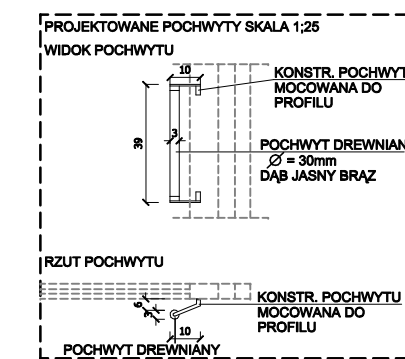 PROJEKTOWANE POCHWYTY SKALA 1;25
WIDOK POCHWYTU
10
KONSTR. POCHWYT
MOCOWANA DO
PROFILU
39
3
POCHWYT DREWNIAN
Ø = 30mm
DĄB JASNY BRĄZ
RZUT POCHWYTU
6
3
10
KONSTR. POCHWYTU
MOCOWANA DO
PROFILU
POCHWYT DREWNIANY